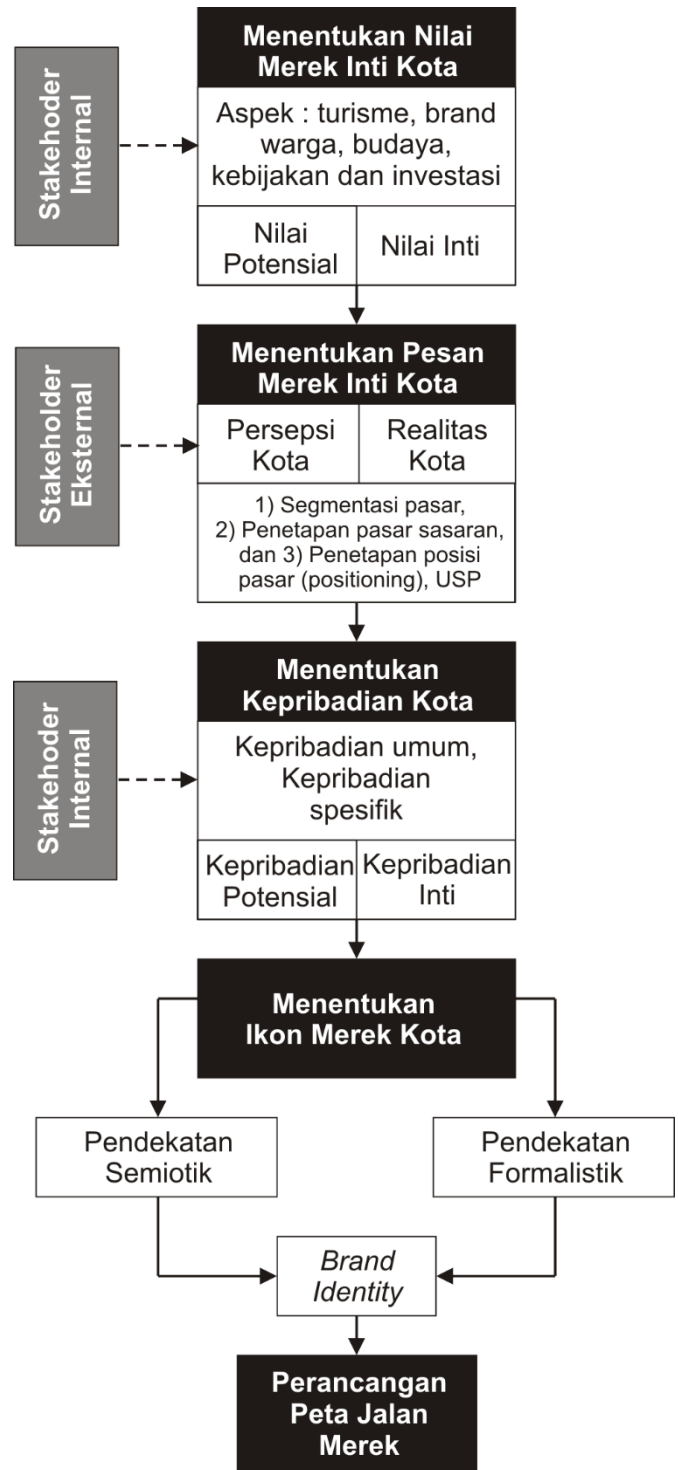 Stakehoder
Internal
Menentukan Nilai
Merek Inti Kota
Aspek : turisme, brand
warga, budaya,
kebijakan dan investasi
Nilai
Potensial
Nilai Inti
Stakeholder
Eksternal
Menentukan Pesan
Merek Inti Kota
Persepsi
Kota
Realitas
Kota
1) Segmentasi pasar,
2) Penetapan pasar sasaran,
dan 3) Penetapan posisi
pasar (positioning), USP
Stakehoder
Internal
Menentukan
Kepribadian Kota
Kepribadian umum,
Kepribadian
spesifik
Kepribadian
Potensial
Kepribadian
Inti
Menentukan
Ikon Merek Kota
Pendekatan
Semiotik
Pendekatan
Formalistik
Brand
Identity
Perancangan
Peta Jalan
Merek